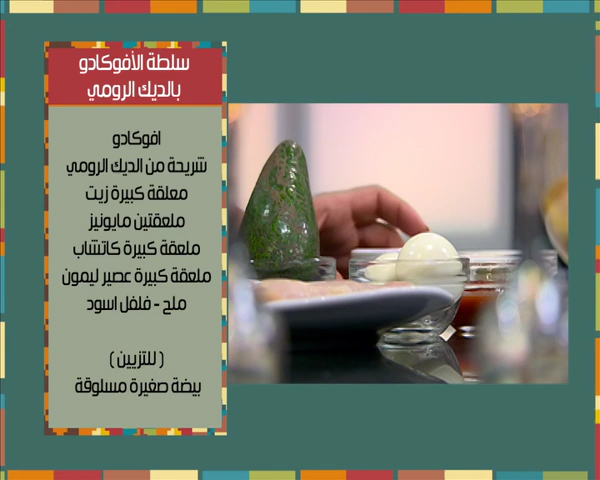 سلطة الأفوكادو
بالديك الرومي
افوكادو
شريحة من الديك الرومي
معلقة كبيرة زيت
ملعقتين مايونيز
ملعقة كبيرة كاتشاب
ملعقة كبيرة عصير ليمون
ملح - فلفل اسود
( للتزيين )
بيضة صغيرة مسلوقة